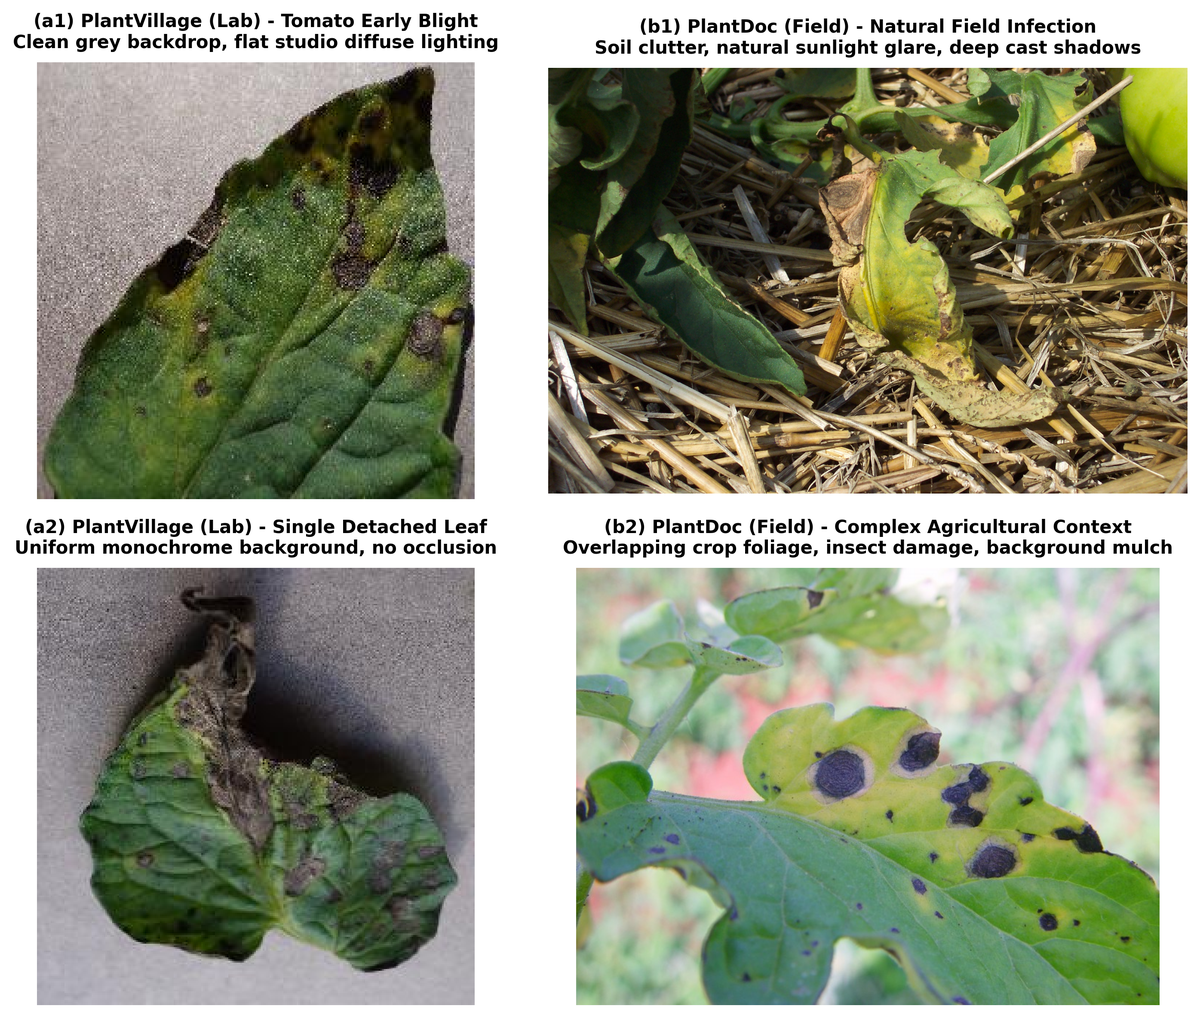 (a1) PlantVillage (Lab) - Tomato Early Blight
Clean grey backdrop, flat studio diffuse lighting
(b1) PlantDoc (Field) - Natural Field Infection
Soil clutter, natural sunlight glare, deep cast shadows
(a2) PlantVillage (Lab) - Single Detached Leaf
Uniform monochrome background, no occlusion
(b2) PlantDoc (Field) - Complex Agricultural Context
Overlapping crop foliage, insect damage, background mulch